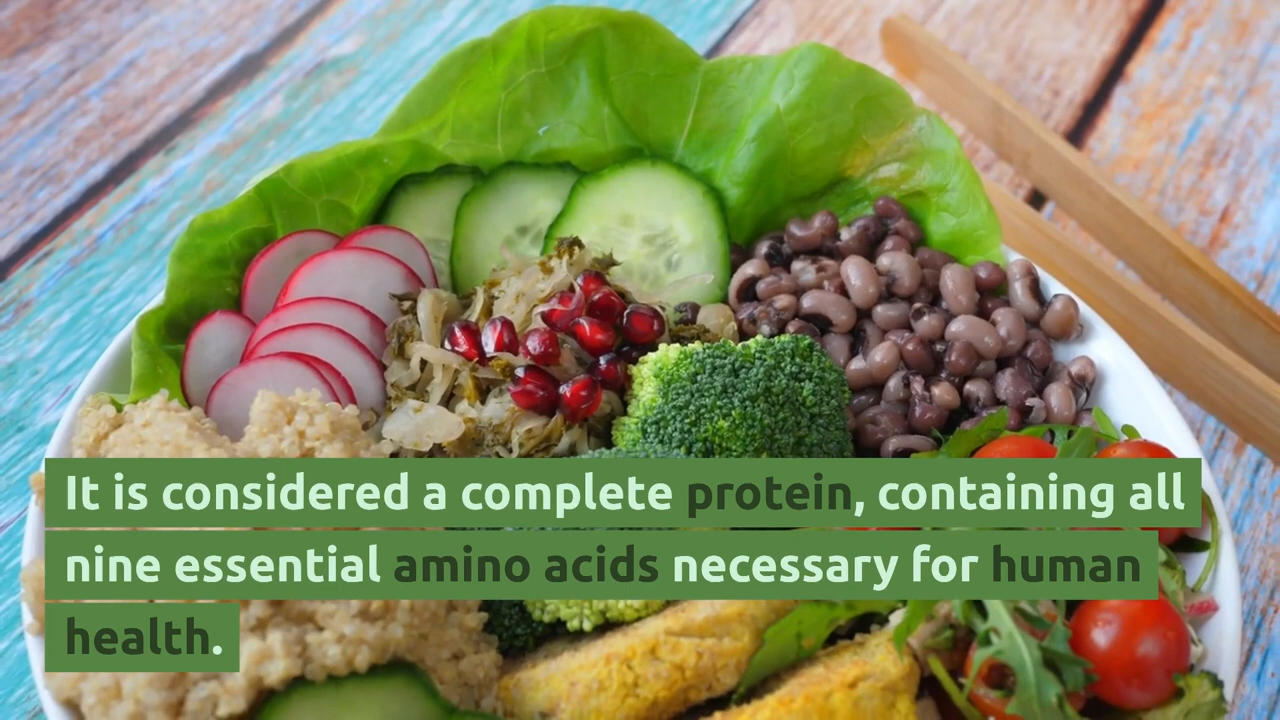 It is considered a complete protein, containing all
nine essential amino acids necessary for human
health.